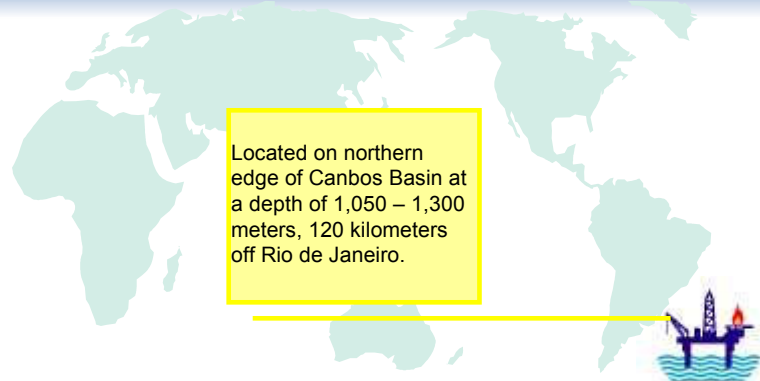 Located on northern
edge of Canbos Basin at
a depth of 1,050 – 1,300
meters, 120 kilometers
off Rio de Janeiro.